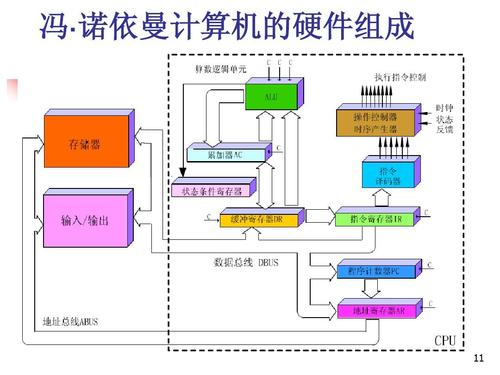 冯·诺依曼计算机的硬件组成
算数逻辑单元
C C C
执行指令控制
ALU
操作控制器
时序产生器
时钟
状态
反馈
存储器
累加器AC
C
指令
译码器
状态条件寄存器
输入/输出
C
缓冲寄存器DR
指令寄存器IR
C
数据总线 DBUS
程序计数器PC
C
地址寄存器AR
C
地址总线ABUS
CPU
11